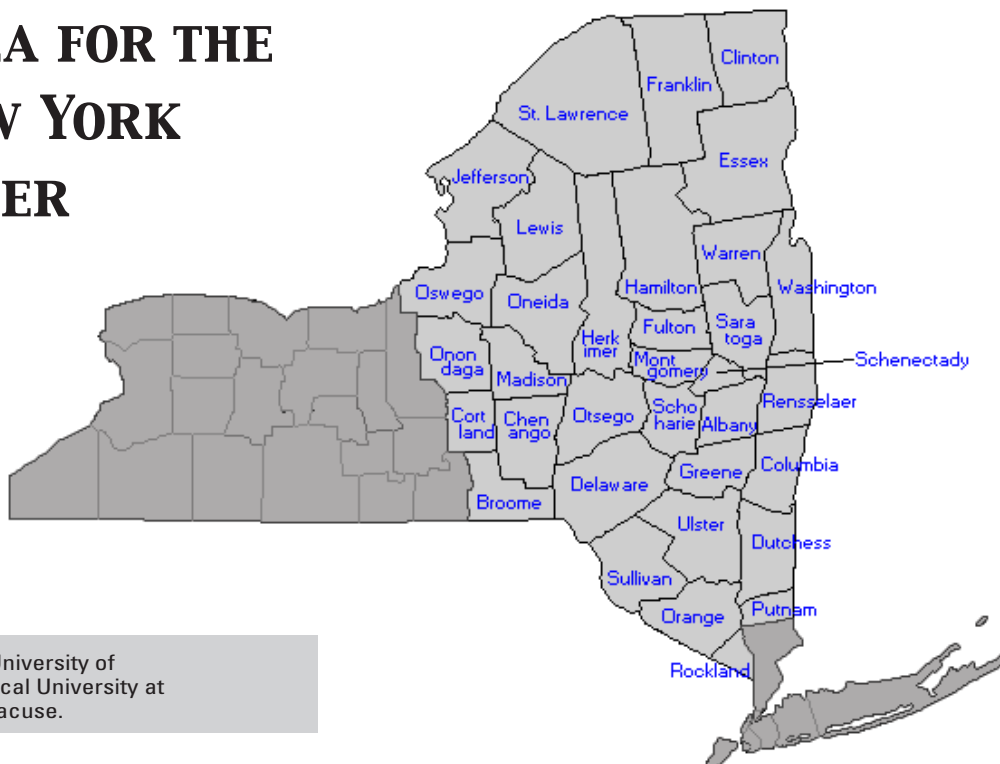 A FOR THE
W YORK
ER
Clinton
Franklin
St. Lawrence
Essex
Jefferson
Lewis
Warren
Oswego
Oneida
Hamilton
Washington
Herk
imer
Fulton
Sara
toga
Onon
daga
Madison
Mont
gomery
Schenectady
Cort
land
Chen
ango
Otsego
Scho
harie
Albany
Rensselaer
Greene
Columbia
Delaware
Broome
Ulster
Dutchess
Sullivan
Orange
Putnam
Rockland
University of
cal University at
acuse.